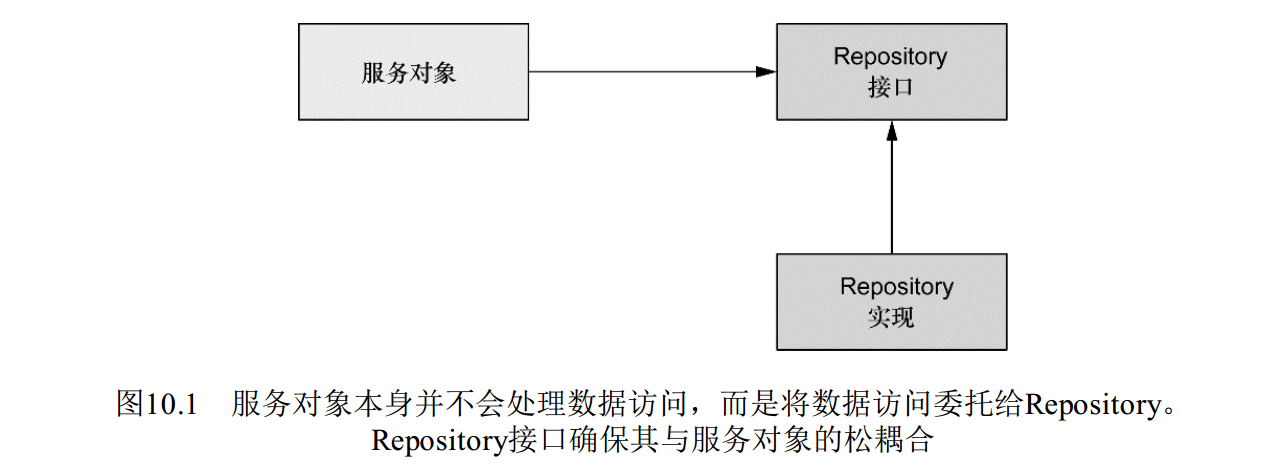 服务对象
Repository
接口
Repository
实现
图10.1 服务对象本身并不会处理数据访问，而是将数据访问委托给Repository。
Repository接口确保其与服务对象的松耦合